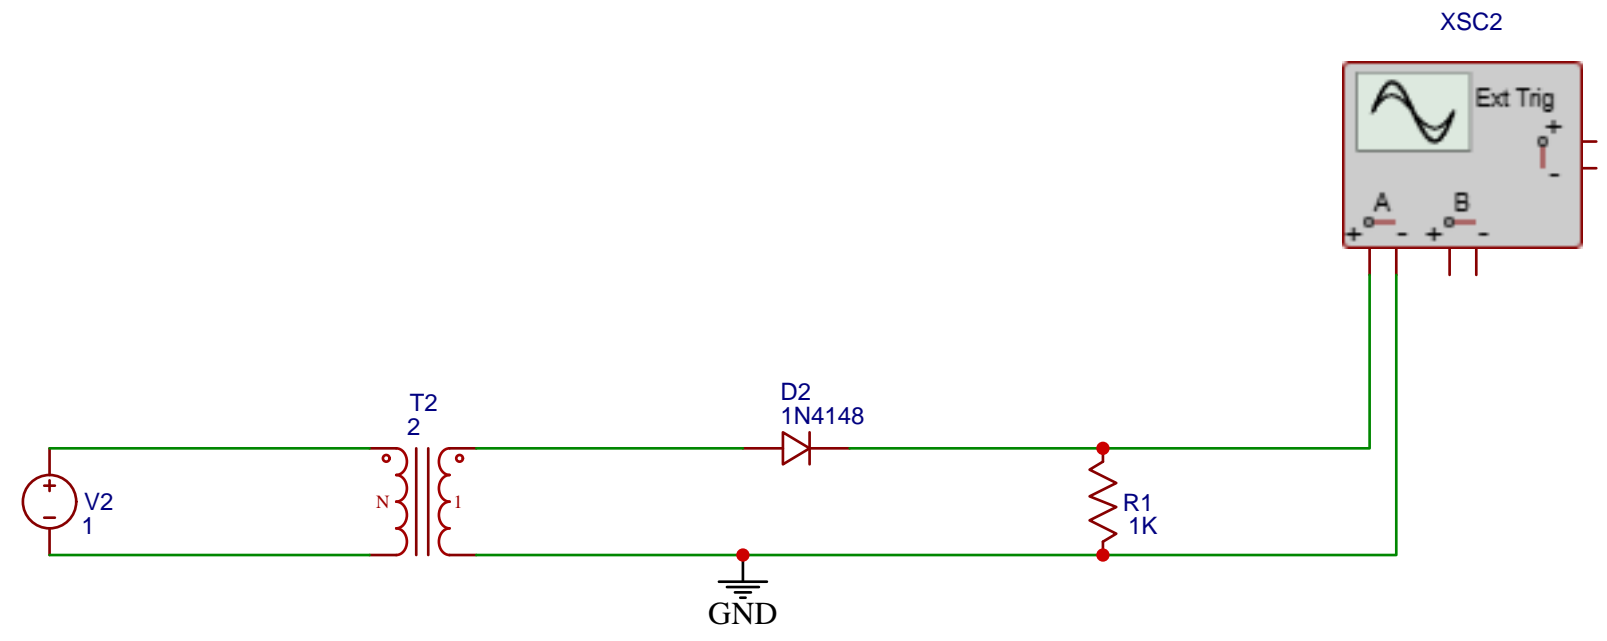 XSC2
Ext Trig
+
-
A
B
+ - + -
D2
1N4148
T2
2
N
1
+
−
V2
1
R1
1K
GND